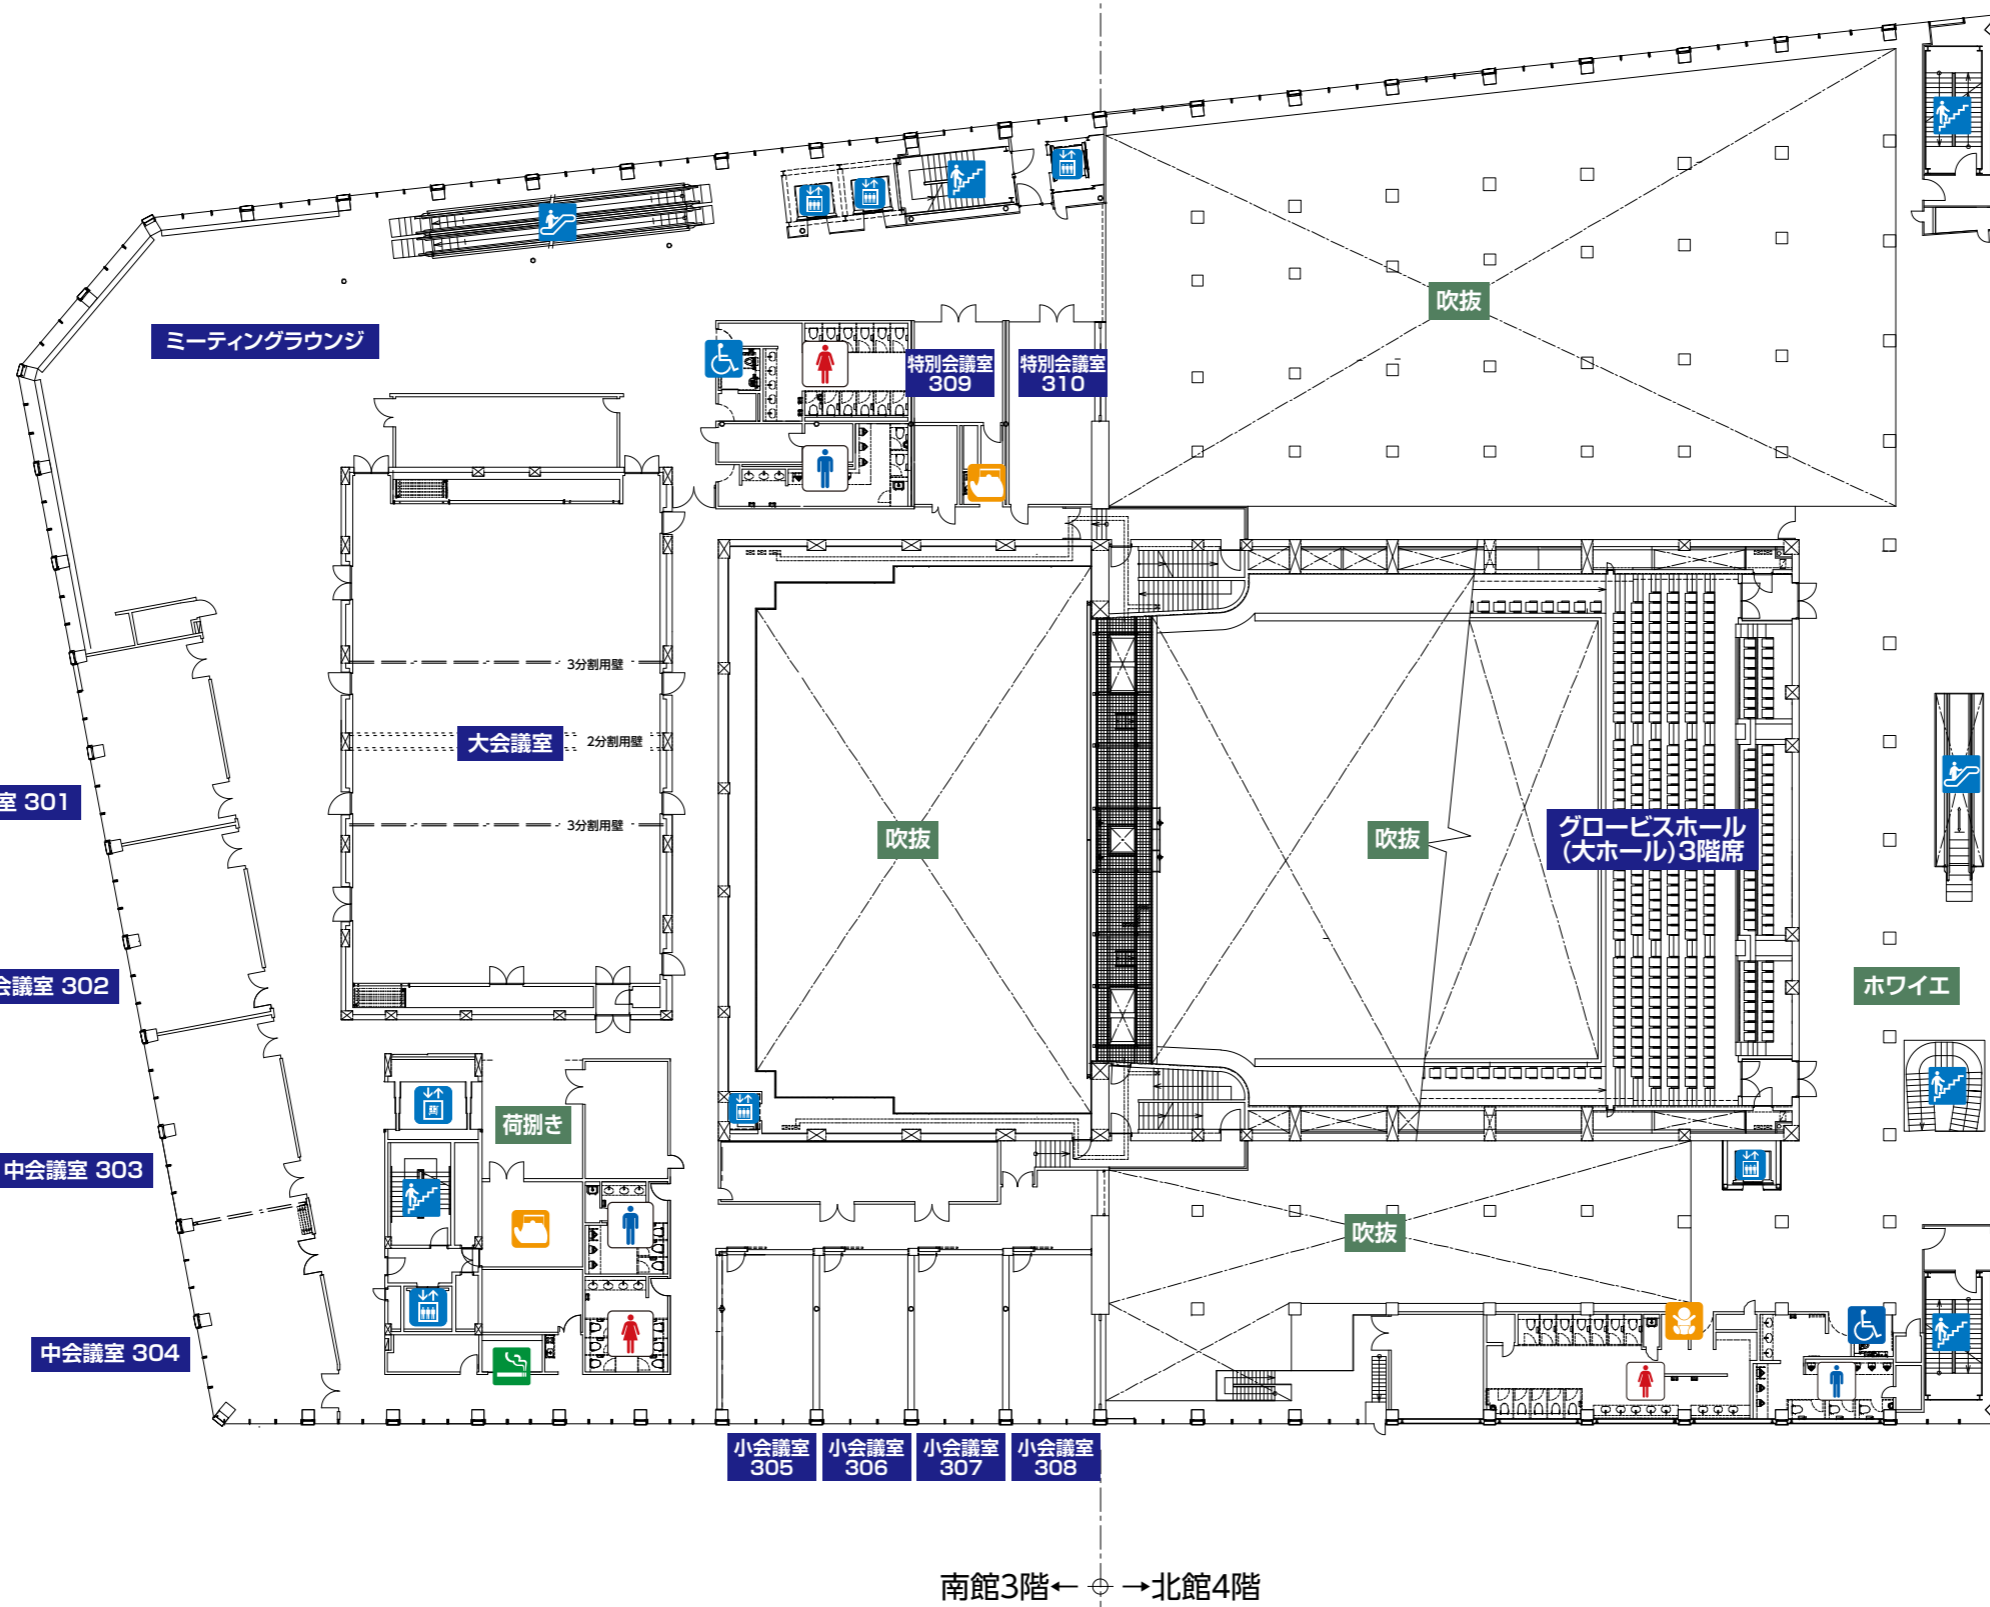 吹抜
ミーティングラウンジ
特別会議室
309
特別会議室
310
3分割用壁
大会議室
2分割用壁
3分割用壁
室 301
吹抜
吹抜
グロービスホール
(大ホール)3階席
会議室 302
ホワイエ
荷捌き
中会議室 303
吹抜
中会議室 304
小会議室
305
小会議室
306
小会議室
307
小会議室
308
南館3階← →北館4階